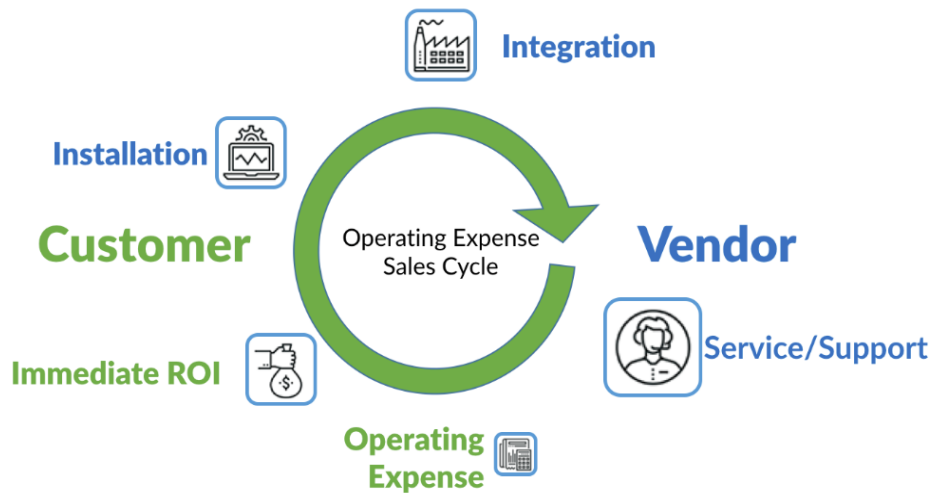 Integration
Installation
Customer
Operating Expense
Sales Cycle
Vendor
Service/Support
Immediate ROI
Operating
Expense